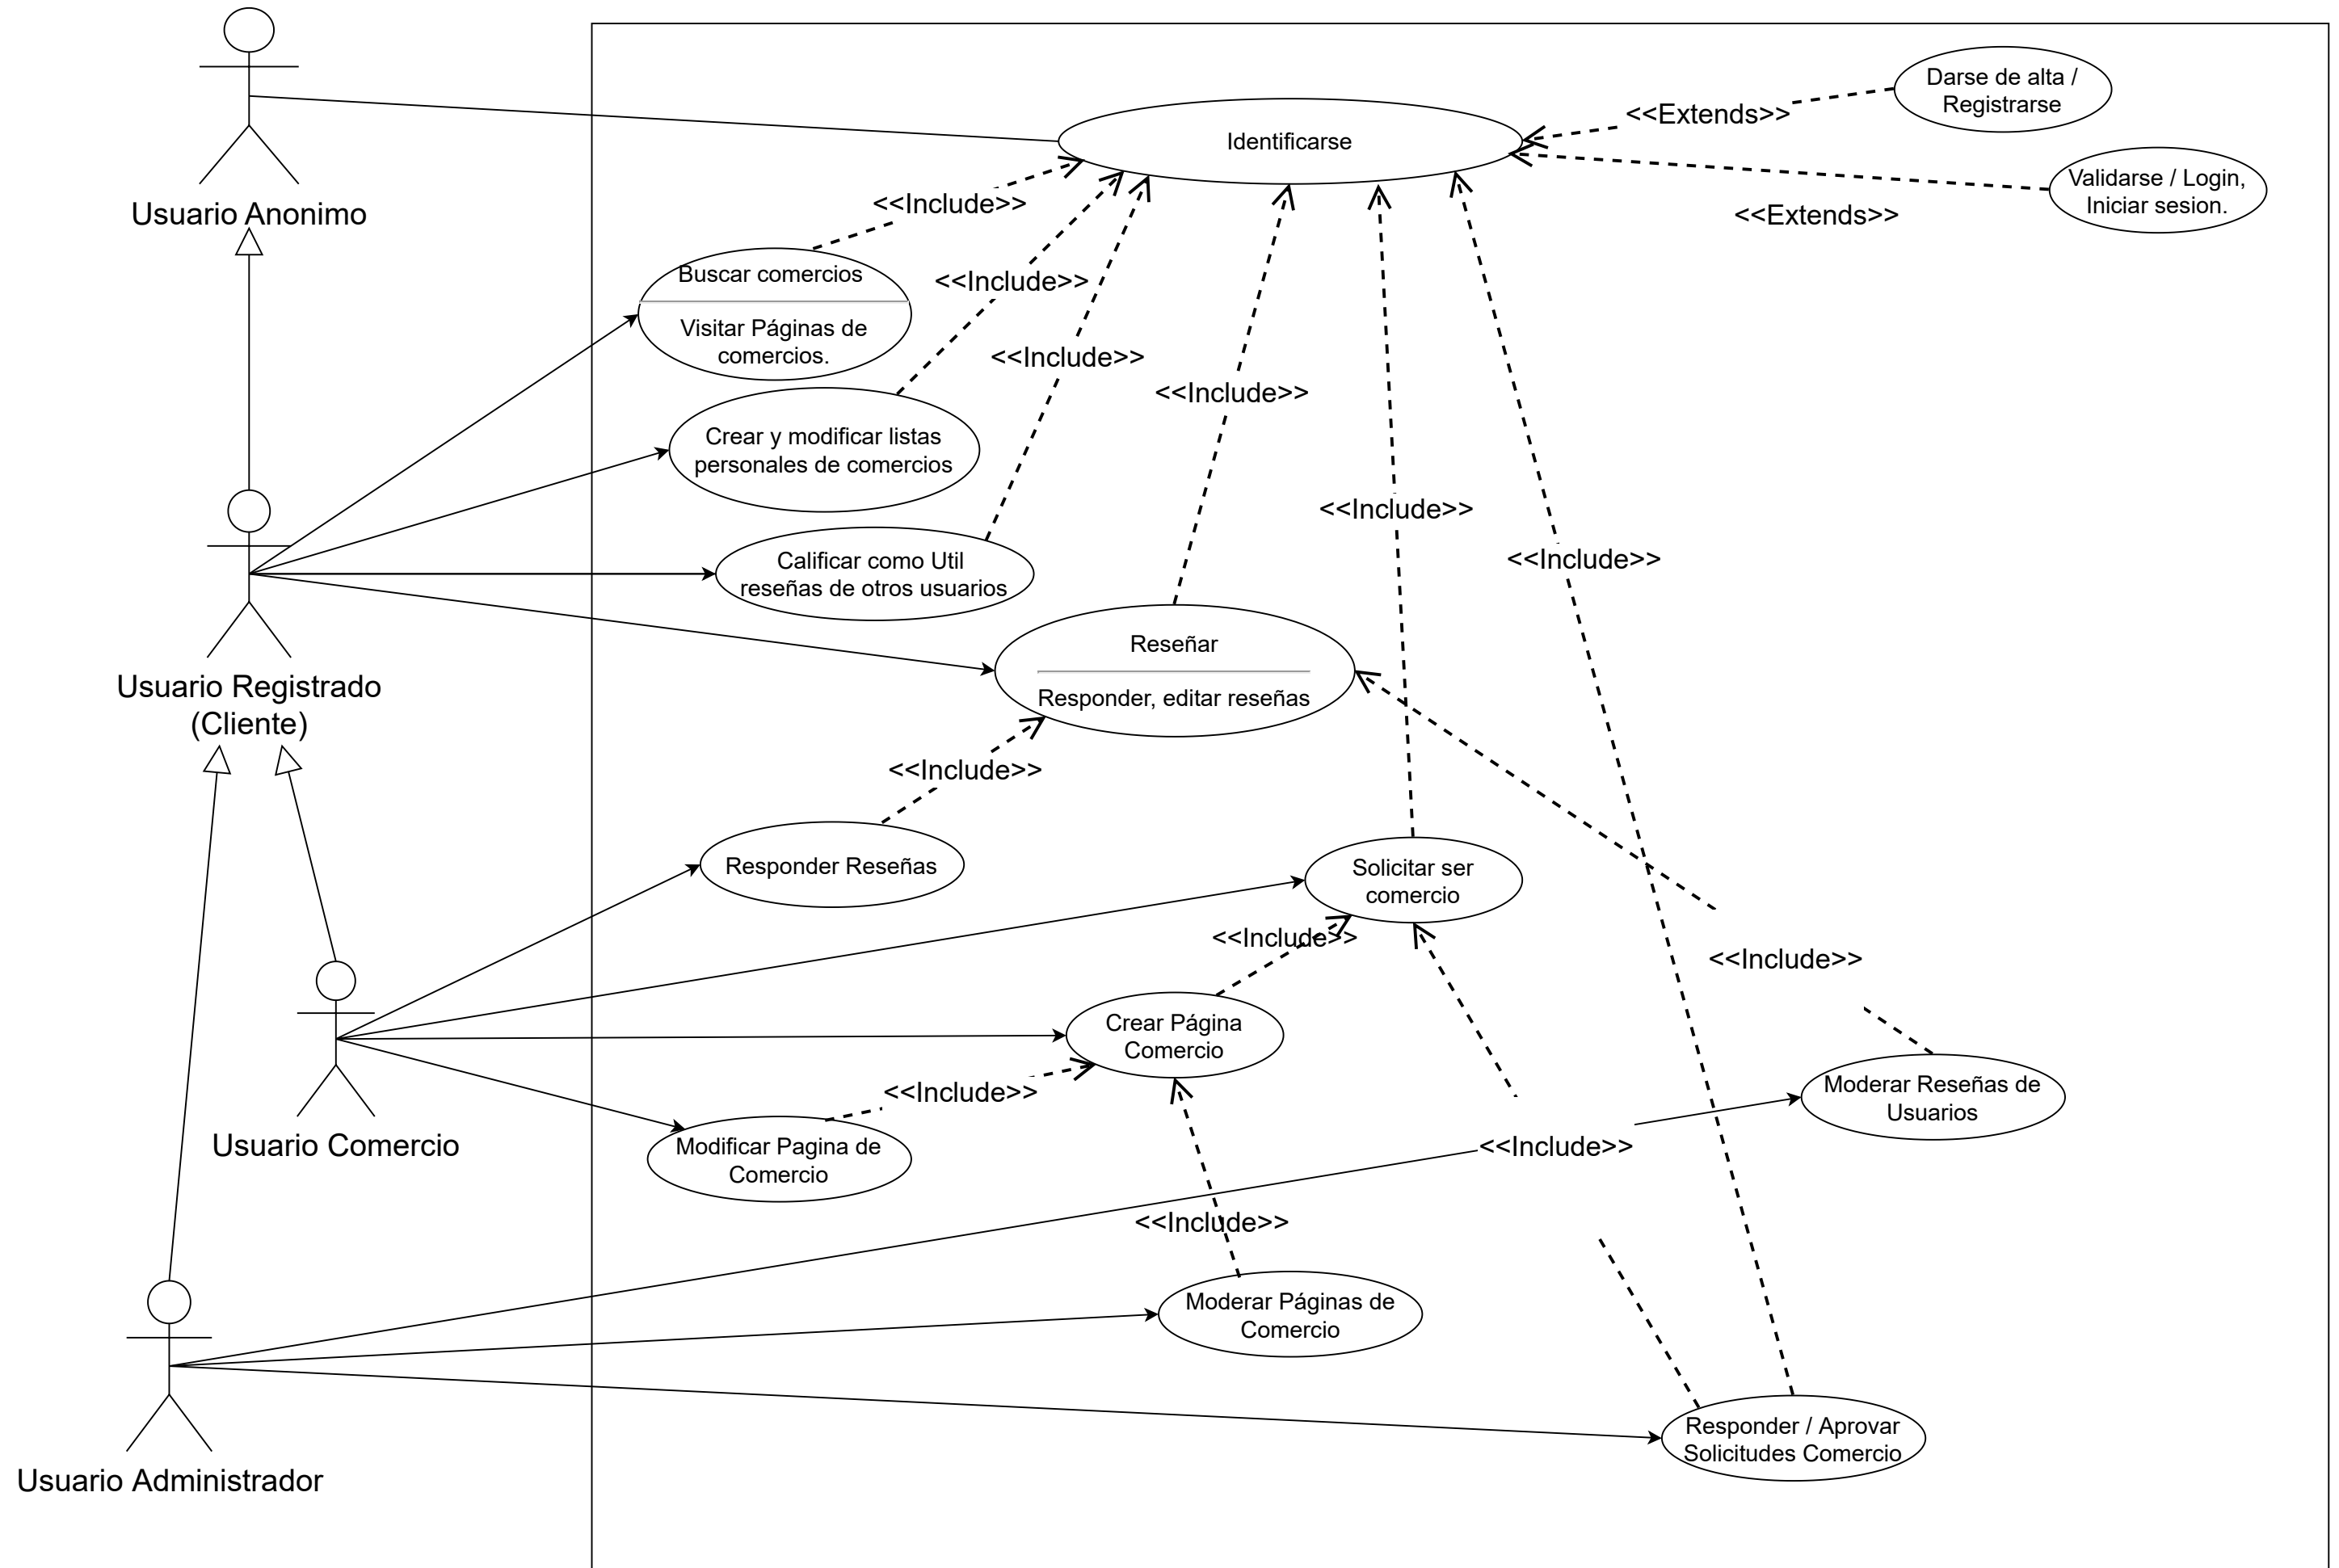 Darse de alta /
Registrarse
<<Extends>>
Identificarse
Validarse / Login,
Iniciar sesion.
<<Extends>>
Usuario Anonimo
<<Include>>
Buscar comercios
Visitar Páginas de
comercios.
<<Include>>
<<Include>>
<<Include>>
Crear y modificar listas
personales de comercios
<<Include>>
<<Include>>
Calificar como Util
reseñas de otros usuarios
Reseñar
Responder, editar reseñas
Usuario Registrado
(Cliente)
<<Include>>
Responder Reseñas
Solicitar ser
comercio
<<Include>>
<<Include>>
Crear Página
Comercio
<<Include>>
Moderar Reseñas de
Usuarios
Usuario Comercio
Modificar Pagina de
Comercio
<<Include>>
<<Include>>
Moderar Páginas de
Comercio
Responder / Aprovar
Solicitudes Comercio
Usuario Administrador